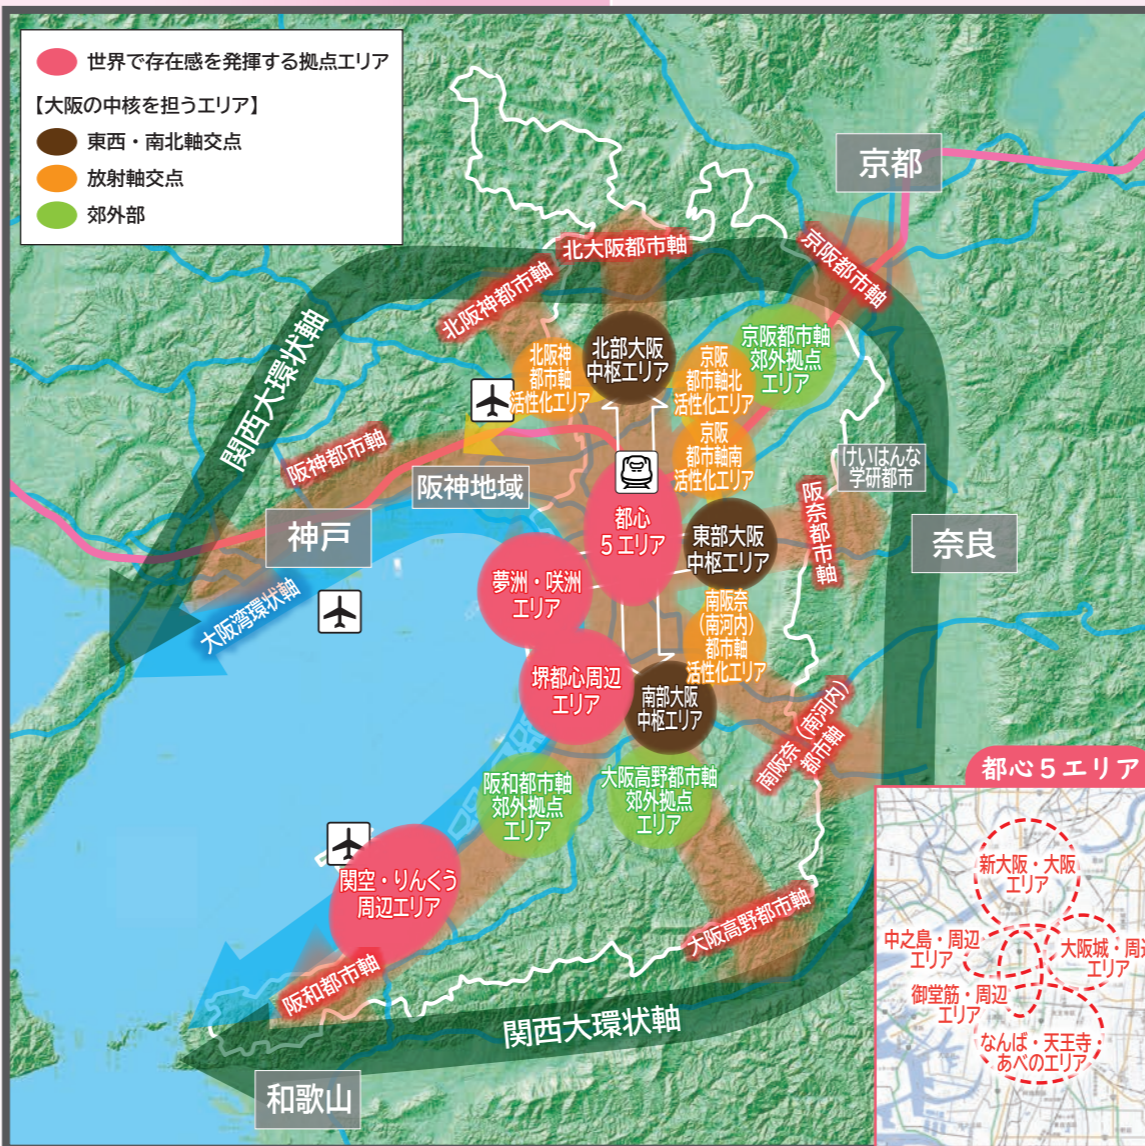 世界で存在感を発揮する拠点エリア
【大阪の中核を担うエリア】
東西・南北軸交点
放射軸交点
郊外部
京都
北大阪都市軸
京阪都市軸
北阪神都市軸
関西大環状軸
北阪神
都市軸
活性化エリア
北部大阪
中枢エリア
京阪
都市軸北
活性化エリア
京阪都市軸
郊外拠点
エリア
京阪
都市軸南
活性化エリア
阪神都市軸
阪神地域
けいはんな
学研都市
神戸
都心
5エリア
東部大阪
中枢エリア
阪奈都市軸
奈良
夢洲・咲洲
エリア
大阪湾環状軸
南阪奈
(南河内)
都市軸
活性化エリア
堺都心周辺
エリア
南部大阪
中枢エリア
南阪奈(南河内)
都市軸
阪和都市軸
郊外拠点
エリア
大阪高野都市軸
郊外拠点
エリア
関空・りんくう
周辺エリア
大阪高野都市軸
阪和都市軸
関西大環状軸
和歌山
都心5エリア
新大阪・大阪
エリア
中之島・周辺
エリア
大阪城・周辺
エリア
御堂筋・周辺
エリア
なんば・天王寺
あべのエリア